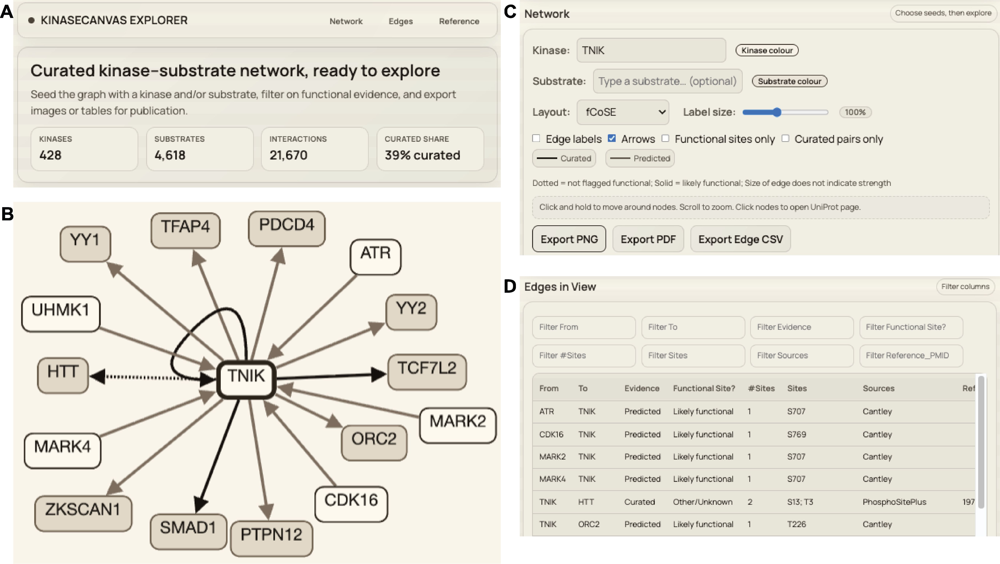 A
KINASECANVAS EXPLORER
Network Edges Reference
Curated kinase–substrate network, ready to explore
Seed the graph with a kinase and/or substrate, filter on functional evidence, and export
images or tables for publication.
KINASES
428
SUBSTRATES
4,618
INTERACTIONS
21,670
CURATED SHARE
39% curated
B
TFAP4
PDCD4
YY1
ATR
YY2
UHMK1
HTT
TNIK
TCF7L2
MARK2
ORC2
MARK4
CDK16
ZKSCAN1
SMAD1
PTPN12
C
Network
Choose seeds, then explore
Kinase: TNIK Kinase colour
Substrate: Type a substrate... (optional) Substrate colour
Layout: fCoSE Label size: 100%
Edge labels Arrows Functional sites only Curated pairs only
Curated Predicted
Dotted = not flagged functional; Solid = likely functional; Size of edge does not indicate strength
Click and hold to move around nodes. Scroll to zoom. Click nodes to open UniProt page.
Export PNG Export PDF Export Edge CSV
D
Edges in View
Filter columns
Filter From Filter To Filter Evidence Filter Functional Site?
Filter #Sites Filter Sites Filter Sources Filter Reference_PMID
From To Evidence Functional Site? #Sites Sites Sources Ref
ATR TNIK Predicted Likely functional 1 S707 Cantley
CDK16 TNIK Predicted Likely functional 1 S769 Cantley
MARK2 TNIK Predicted Likely functional 1 S707 Cantley
MARK4 TNIK Predicted Likely functional 1 S707 Cantley
TNIK HTT Curated Other/Unknown 2 S13; T3 PhosphoSitePlus 197
TNIK ORC2 Predicted Likely functional 1 T226 Cantley